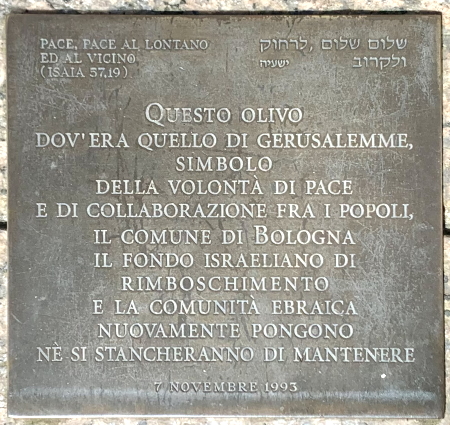 PACE, PACE AL LONTANO
ED AL VICINO
(ISAIA 57,19)
שלום שלום ,לרחוק
ולקרוב ישעיה
QUESTO OLIVO
DOV'ERA QUELLO DI GERUSALEMME,
SIMBOLO
DELLA VOLONTÀ DI PACE
E DI COLLABORAZIONE FRA I POPOLI,
IL COMUNE DI BOLOGNA
IL FONDO ISRAELIANO DI
RIMBOSCHIMENTO
E LA COMUNITÀ EBRAICA
NUOVAMENTE PONGONO
NÈ SI STANCHERANNO DI MANTENERE
7 NOVEMBRE 1993